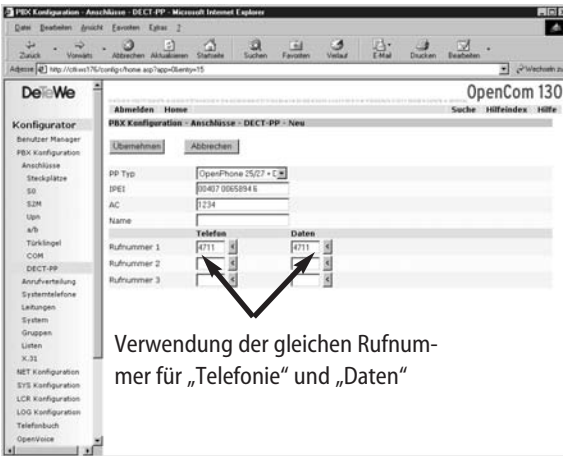 PBX Konfiguration - Anschlüsse - DECT-PP - Microsoft Internet Explorer
Datei Bearbeiten Ansicht Favoriten Extras ?
Zurück Vorwärts Abbrechen Aktualisieren Startseite Suchen Favoriten Verlauf E-Mail Drucken Bearbeiten
Adresse Wechseln zu
DeTeWe
OpenCom 130
Abmelden Home Suche Hilfeindex Hilfe
Konfigurator
PBX Konfiguration - Anschlüsse - DECT-PP - Neu
Benutzer Manager
PBX Konfiguration
Anschlüsse
Steckplätze
S0
S2M
Upn
a/b
Türklingel
COM
DECT-PP
Anrufverteilung
Systemtelefone
Leitungen
System
Gruppen
Listen
X.31
NET Konfiguration
SYS Konfiguration
LCR Konfiguration
LOG Konfiguration
Telefonbuch
OpenVoice
Übernehmen Abbrechen
PP Typ OpenPhone 25/27 +
IPEI 00407 0065894 6
AC 1234
Name
Telefon Daten
Rufnummer 1 4711 < 4711 <
Rufnummer 2 < <
Rufnummer 3 < <
Verwendung der gleichen Rufnum-
mer für „Telefonie“ und „Daten“